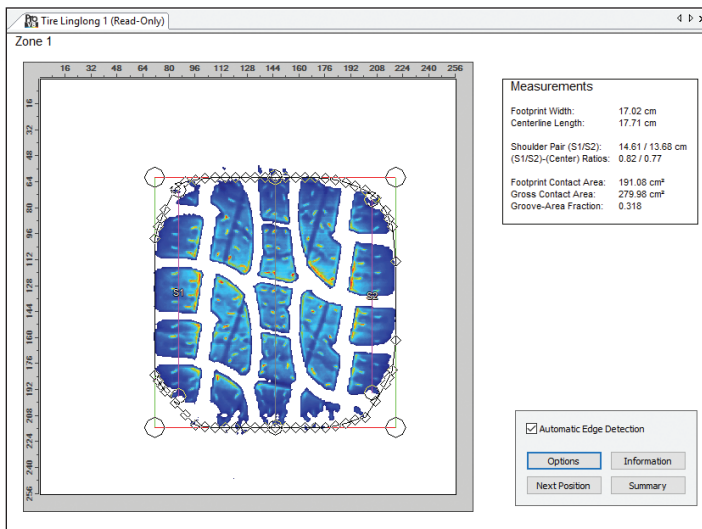 Tire Linglong 1 (Read-Only)
Zone 1
16 32 48 64 80 96 112 128 144 160 176 192 208 224 240 256
16
32
48
64
80
96
112
128
144
160
176
192
208
224
240
256
S1
S2
Measurements
Footprint Width: 17.02 cm
Centerline Length: 17.71 cm
Shoulder Pair (S1/S2): 14.61 / 13.68 cm
(S1/S2)-(Center) Ratios: 0.82 / 0.77
Footprint Contact Area: 191.08 cm²
Gross Contact Area: 279.98 cm²
Groove-Area Fraction: 0.318
Automatic Edge Detection
Options Information
Next Position Summary